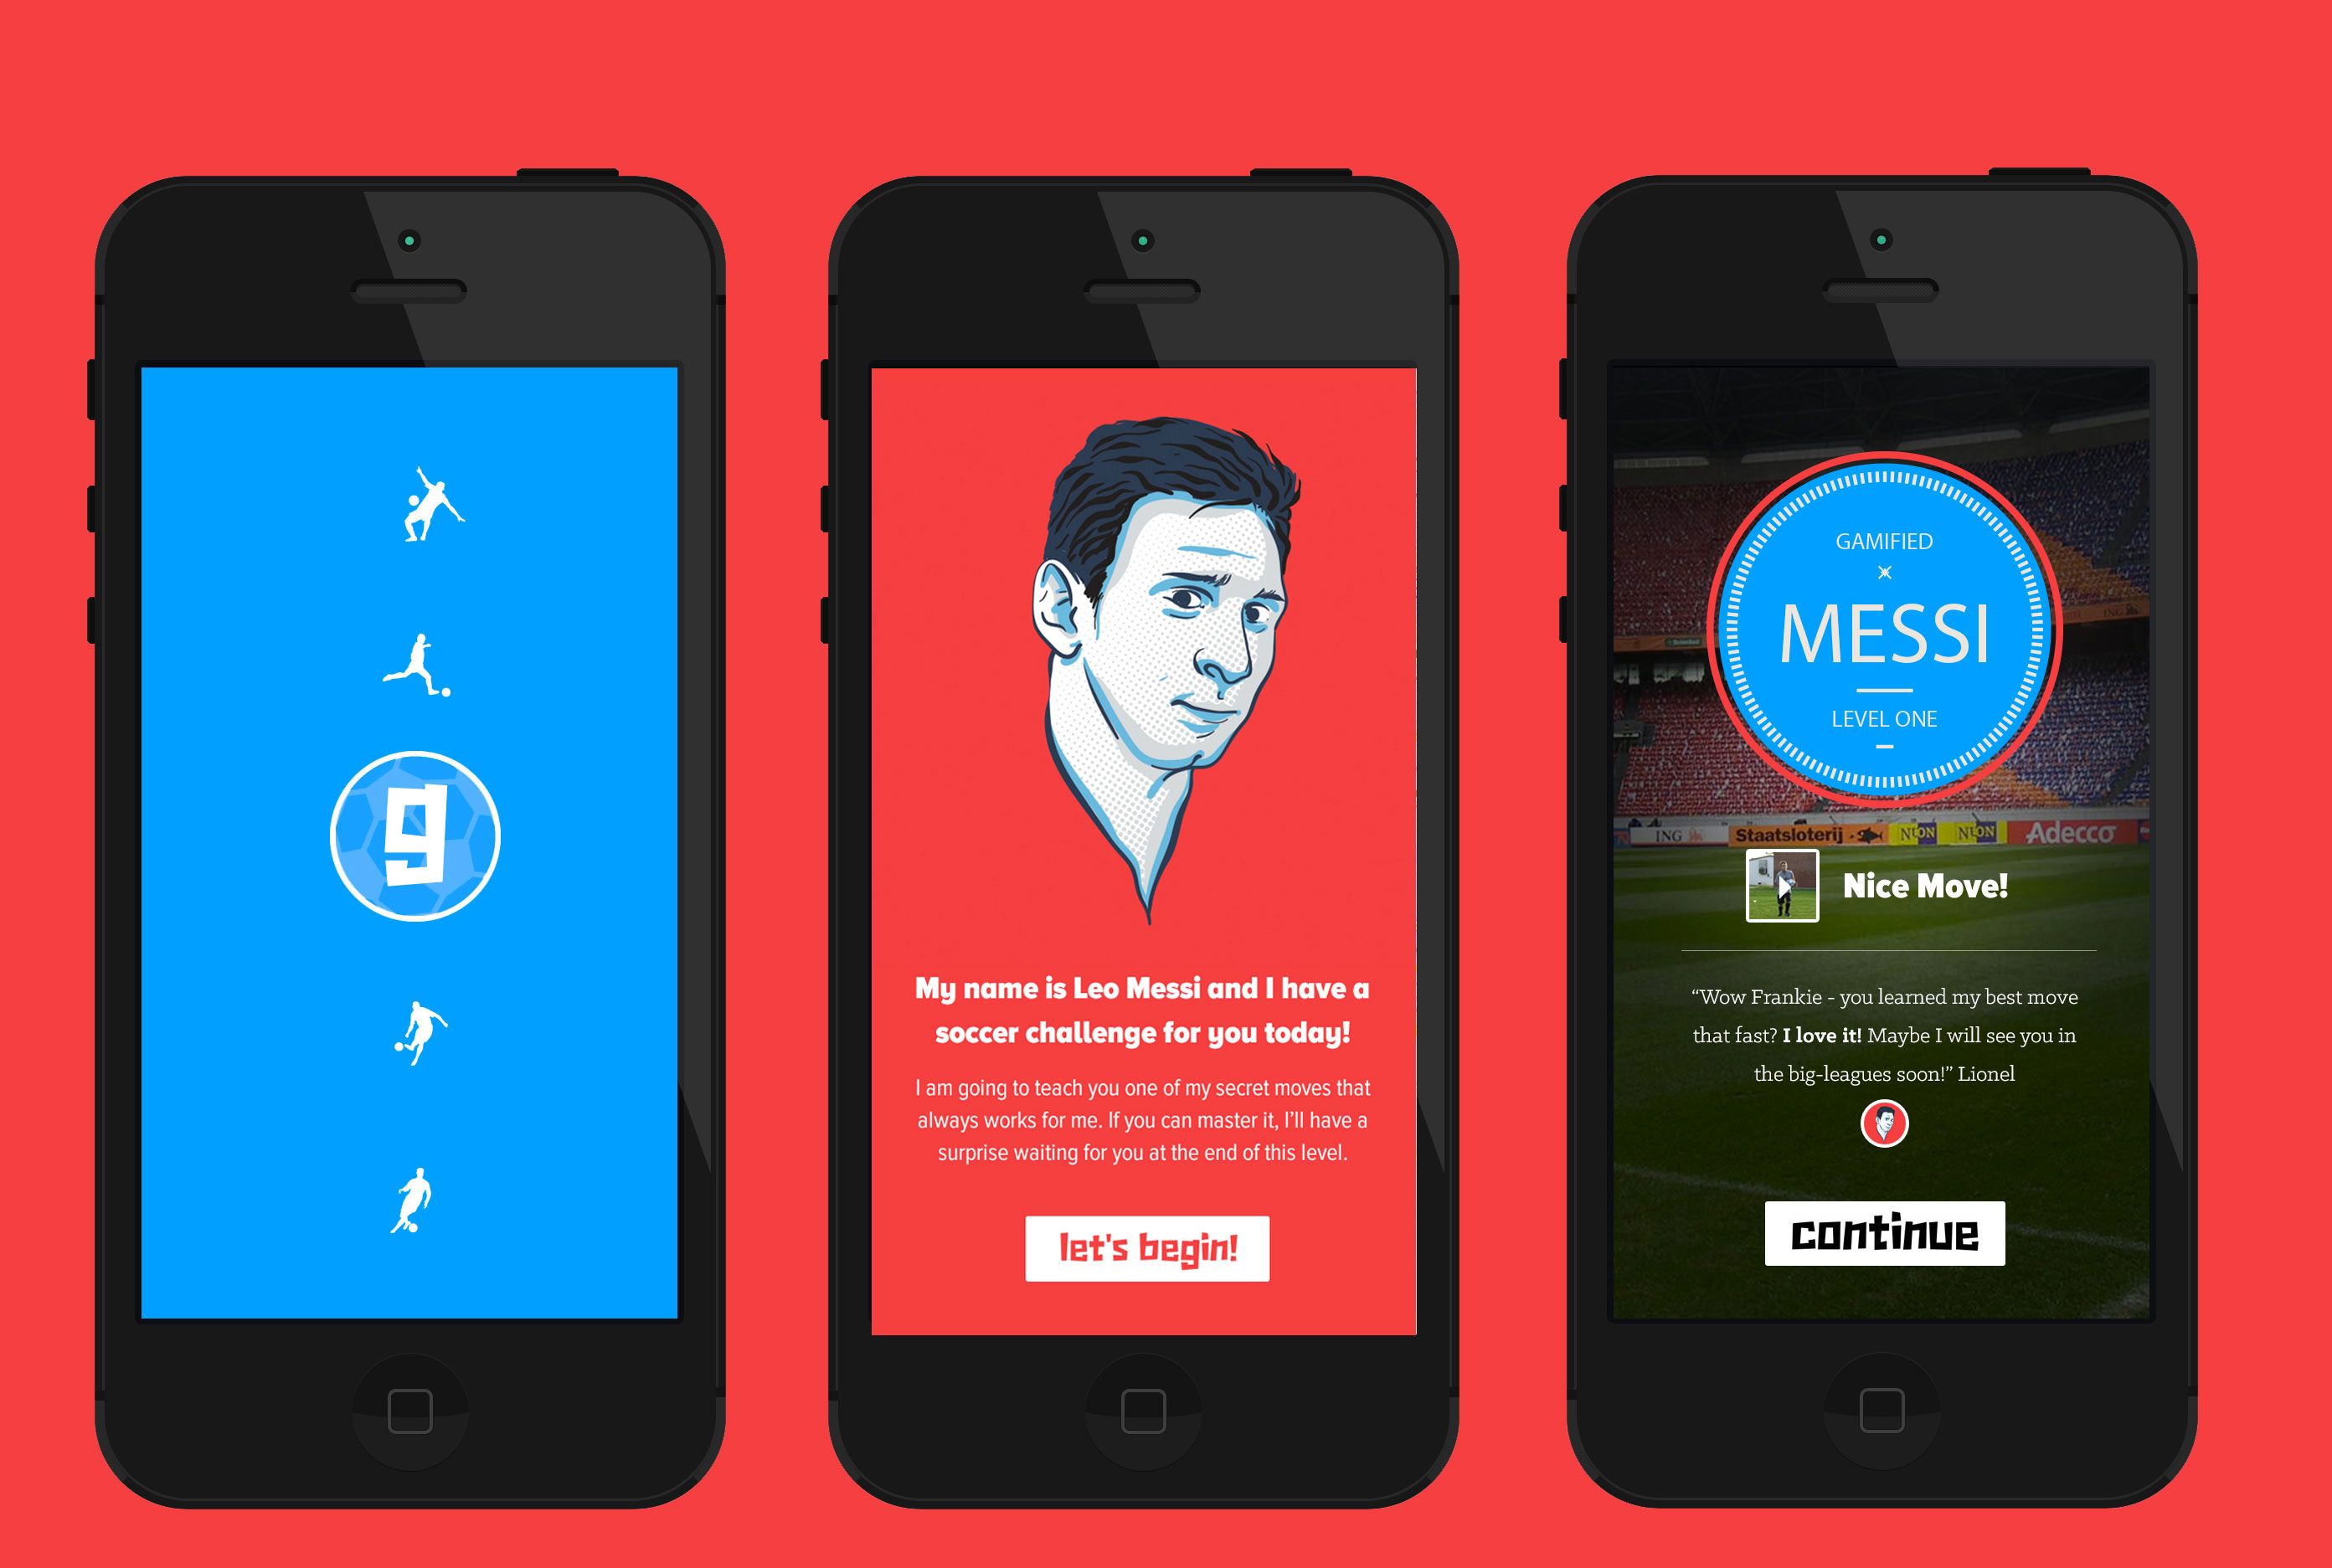 g
My name is Leo Messi and I have a
soccer challenge for you today!
I am going to teach you one of my secret moves that
always works for me. If you can master it, I'll have a
surprise waiting for you at the end of this level.
let's begin!
GAMIFIED
MESSI
LEVEL ONE
ING
ING Staatsloterij NUON NUON Adecco
Nice Move!
“Wow Frankie - you learned my best move
that fast? I love it! Maybe I will see you in
the big-leagues soon!” Lionel
continue